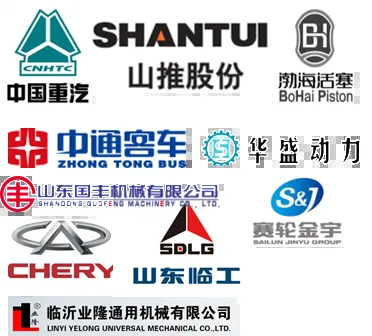 CNHTC
中国重汽
SHANTUI
山推股份
BH
渤海活塞
BoHai Piston
中通客车
ZHONG TONG BUS
华盛动力
山东国丰机械有限公司
SHANDONG GUOFENG MACHINERY CO., LTD.
S&J
赛轮金宇
SAILUN JINYU GROUP
CHERY
SDLG
山东临工
业隆
临沂业隆通用机械有限公司
LINYI YELONG UNIVERSAL MECHANICAL CO.,LTD.